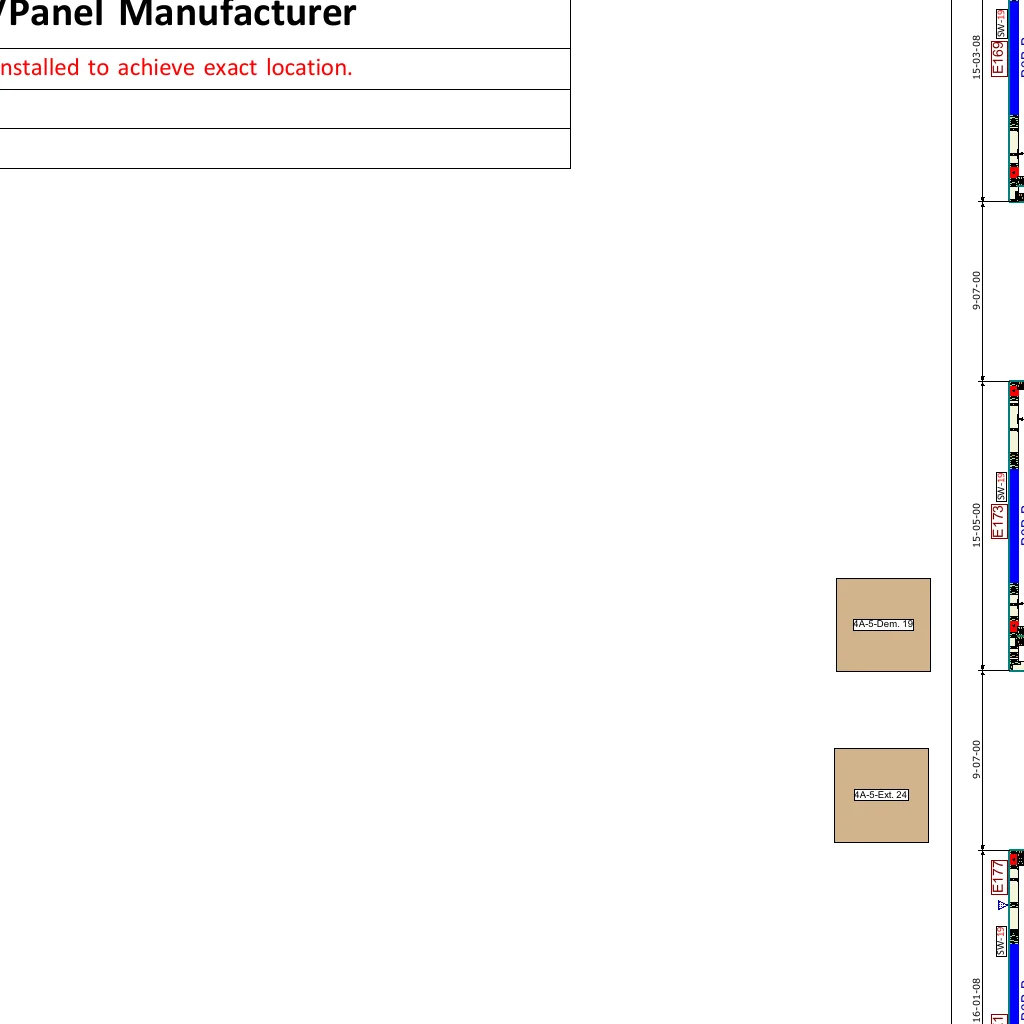 /Panel Manufacturer
nstalled to achieve exact location.
15-03-08
E169
SW-19
9-07-00
15-05-00
E173
SW-19
4A-5-Dem. 19
9-07-00
4A-5-Ext. 24
E177
SW-19
16-01-08